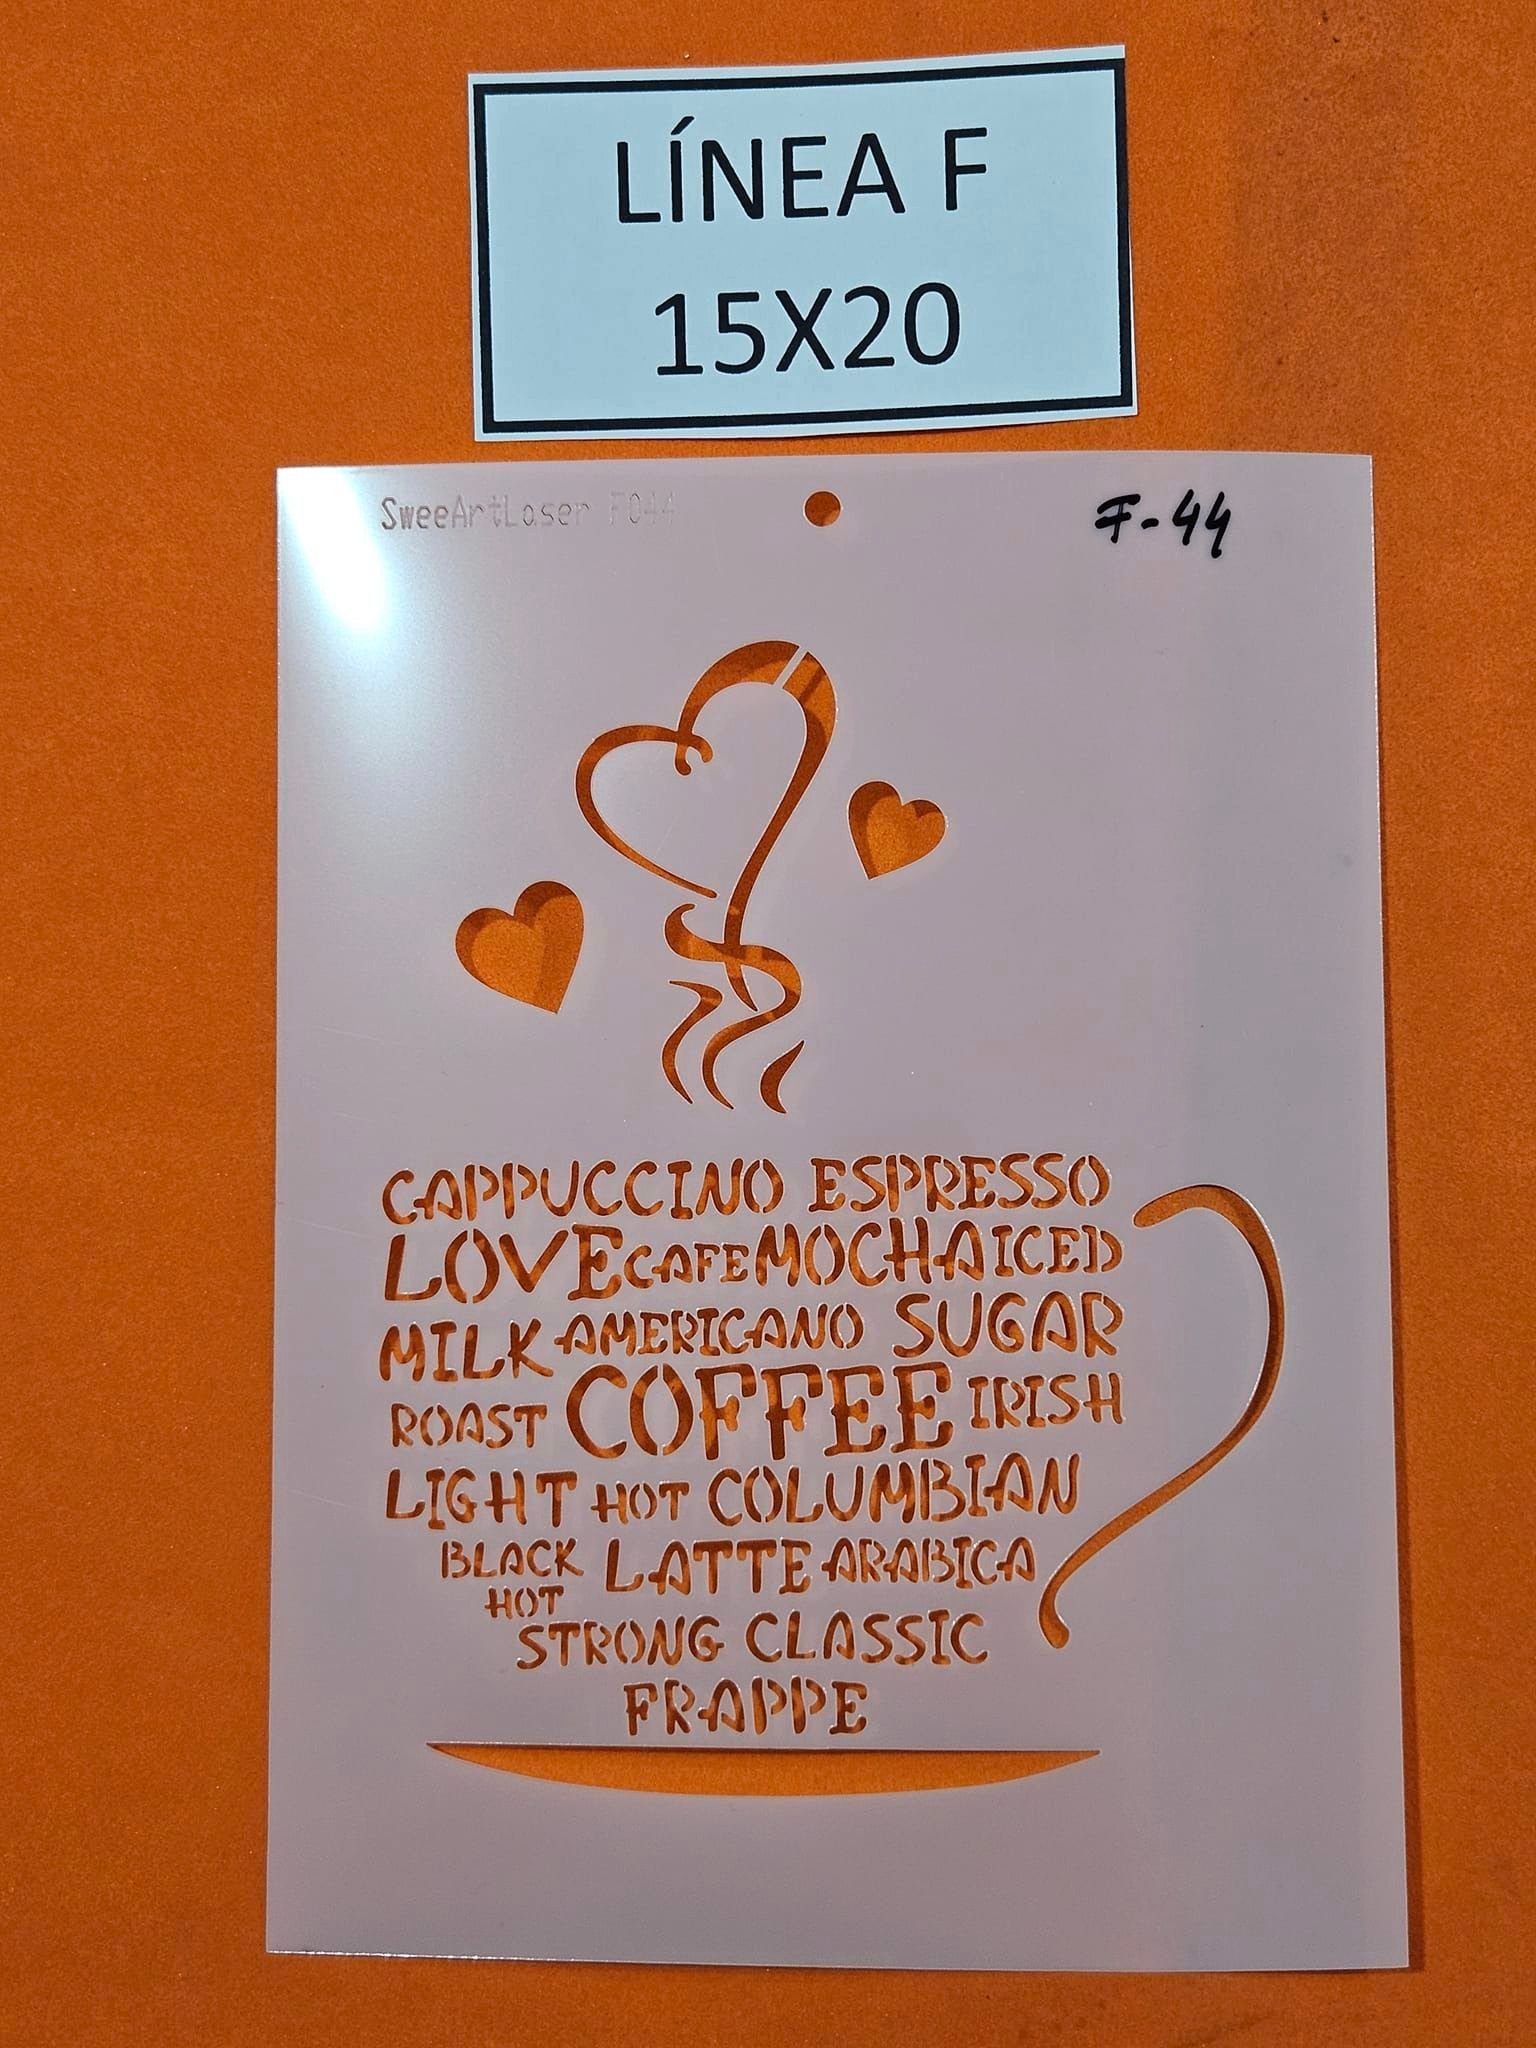 LÍNEA F
15X20
SweeArtLaser F044
F-44
CAPPUCCINO ESPRESSO
LOVE CAFE MOCHA ICED
MILK AMERICANO SUGAR
ROAST COFFEE IRISH
LIGHT HOT COLUMBIAN
BLACK LATTE ARABICA
HOT
STRONG CLASSIC
FRAPPE